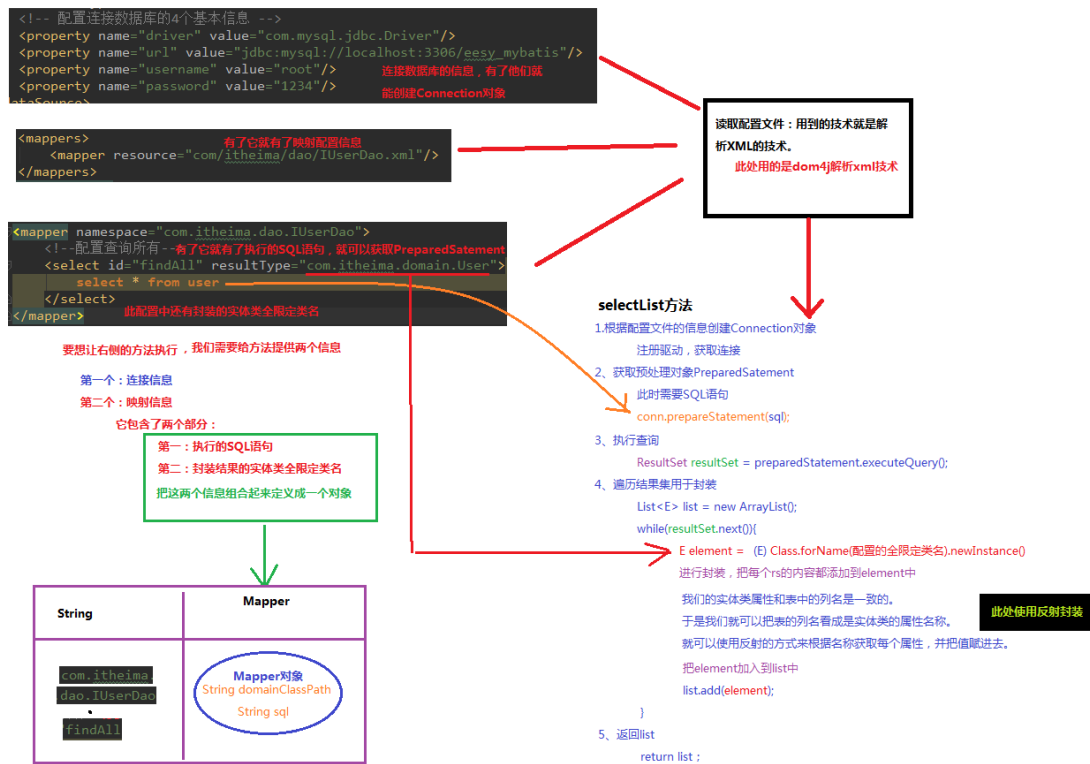 <!-- 配置连接数据库的4个基本信息 -->
<property name="driver" value="com.mysql.jdbc.Driver"/>
<property name="url" value="jdbc:mysql://localhost:3306/eesy_mybatis"/>
<property name="username" value="root"/>
<property name="password" value="1234"/>
连接数据库的信息，有了他们就
能创建Connection对象
<mappers>
有了它就有了映射配置信息
<mapper resource="com/itheima/dao/IUserDao.xml"/>
</mappers>
读取配置文件：用到的技术就是解
析XML的技术。
此处用的是dom4j解析xml技术
<mapper namespace="com.itheima.dao.IUserDao">
<!--配置查询所有--
有了它就有了执行的SQL语句，就可以获取PreparedSatement
<select id="findAll" resultType="com.itheima.domain.User">
select * from user
</select>
此配置中还有封装的实体类全限定类名
</mapper>
要想让右侧的方法执行，我们需要给方法提供两个信息
第一个：连接信息
第二个：映射信息
它包含了两个部分：
第一：执行的SQL语句
第二：封装结果的实体类全限定类名
把这两个信息组合起来定义成一个对象
String
Mapper
com.itheima.
dao.IUserDao
.
findAll
Mapper对象
String domainClassPath
String sql
selectList方法
1.根据配置文件的信息创建Connection对象
注册驱动，获取连接
2、获取预处理对象PreparedSatement
此时需要SQL语句
conn.prepareStatement(sql);
3、执行查询
ResultSet resultSet = preparedStatement.executeQuery();
4、遍历结果集用于封装
List<E> list = new ArrayList();
while(resultSet.next()){
E element = (E) Class.forName(配置的全限定类名).newInstance()
进行封装，把每个rs的内容都添加到element中
我们的实体类属性和表中的列名是一致的。
于是我们就可以把表的列名看成是实体类的属性名称。
就可以使用反射的方式来根据名称获取每个属性，并把值赋进去。
此处使用反射封装
把element加入到list中
list.add(element);
}
5、返回list
return list；